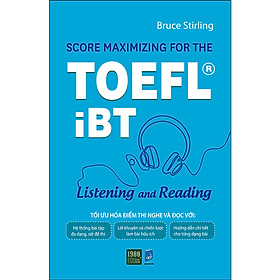 Bruce Stirling
SCORE MAXIMIZING FOR THE
TOEFL®
iBT
Listening and Reading
TỐI ƯU HÓA ĐIỂM THI NGHE VÀ ĐỌC VỚI:
Hệ thống bài tập
đa dạng, sát đề thi
Lời khuyên và chiến lược
làm bài hữu ích
Hướng dẫn chi tiết
cho từng dạng bài
1980